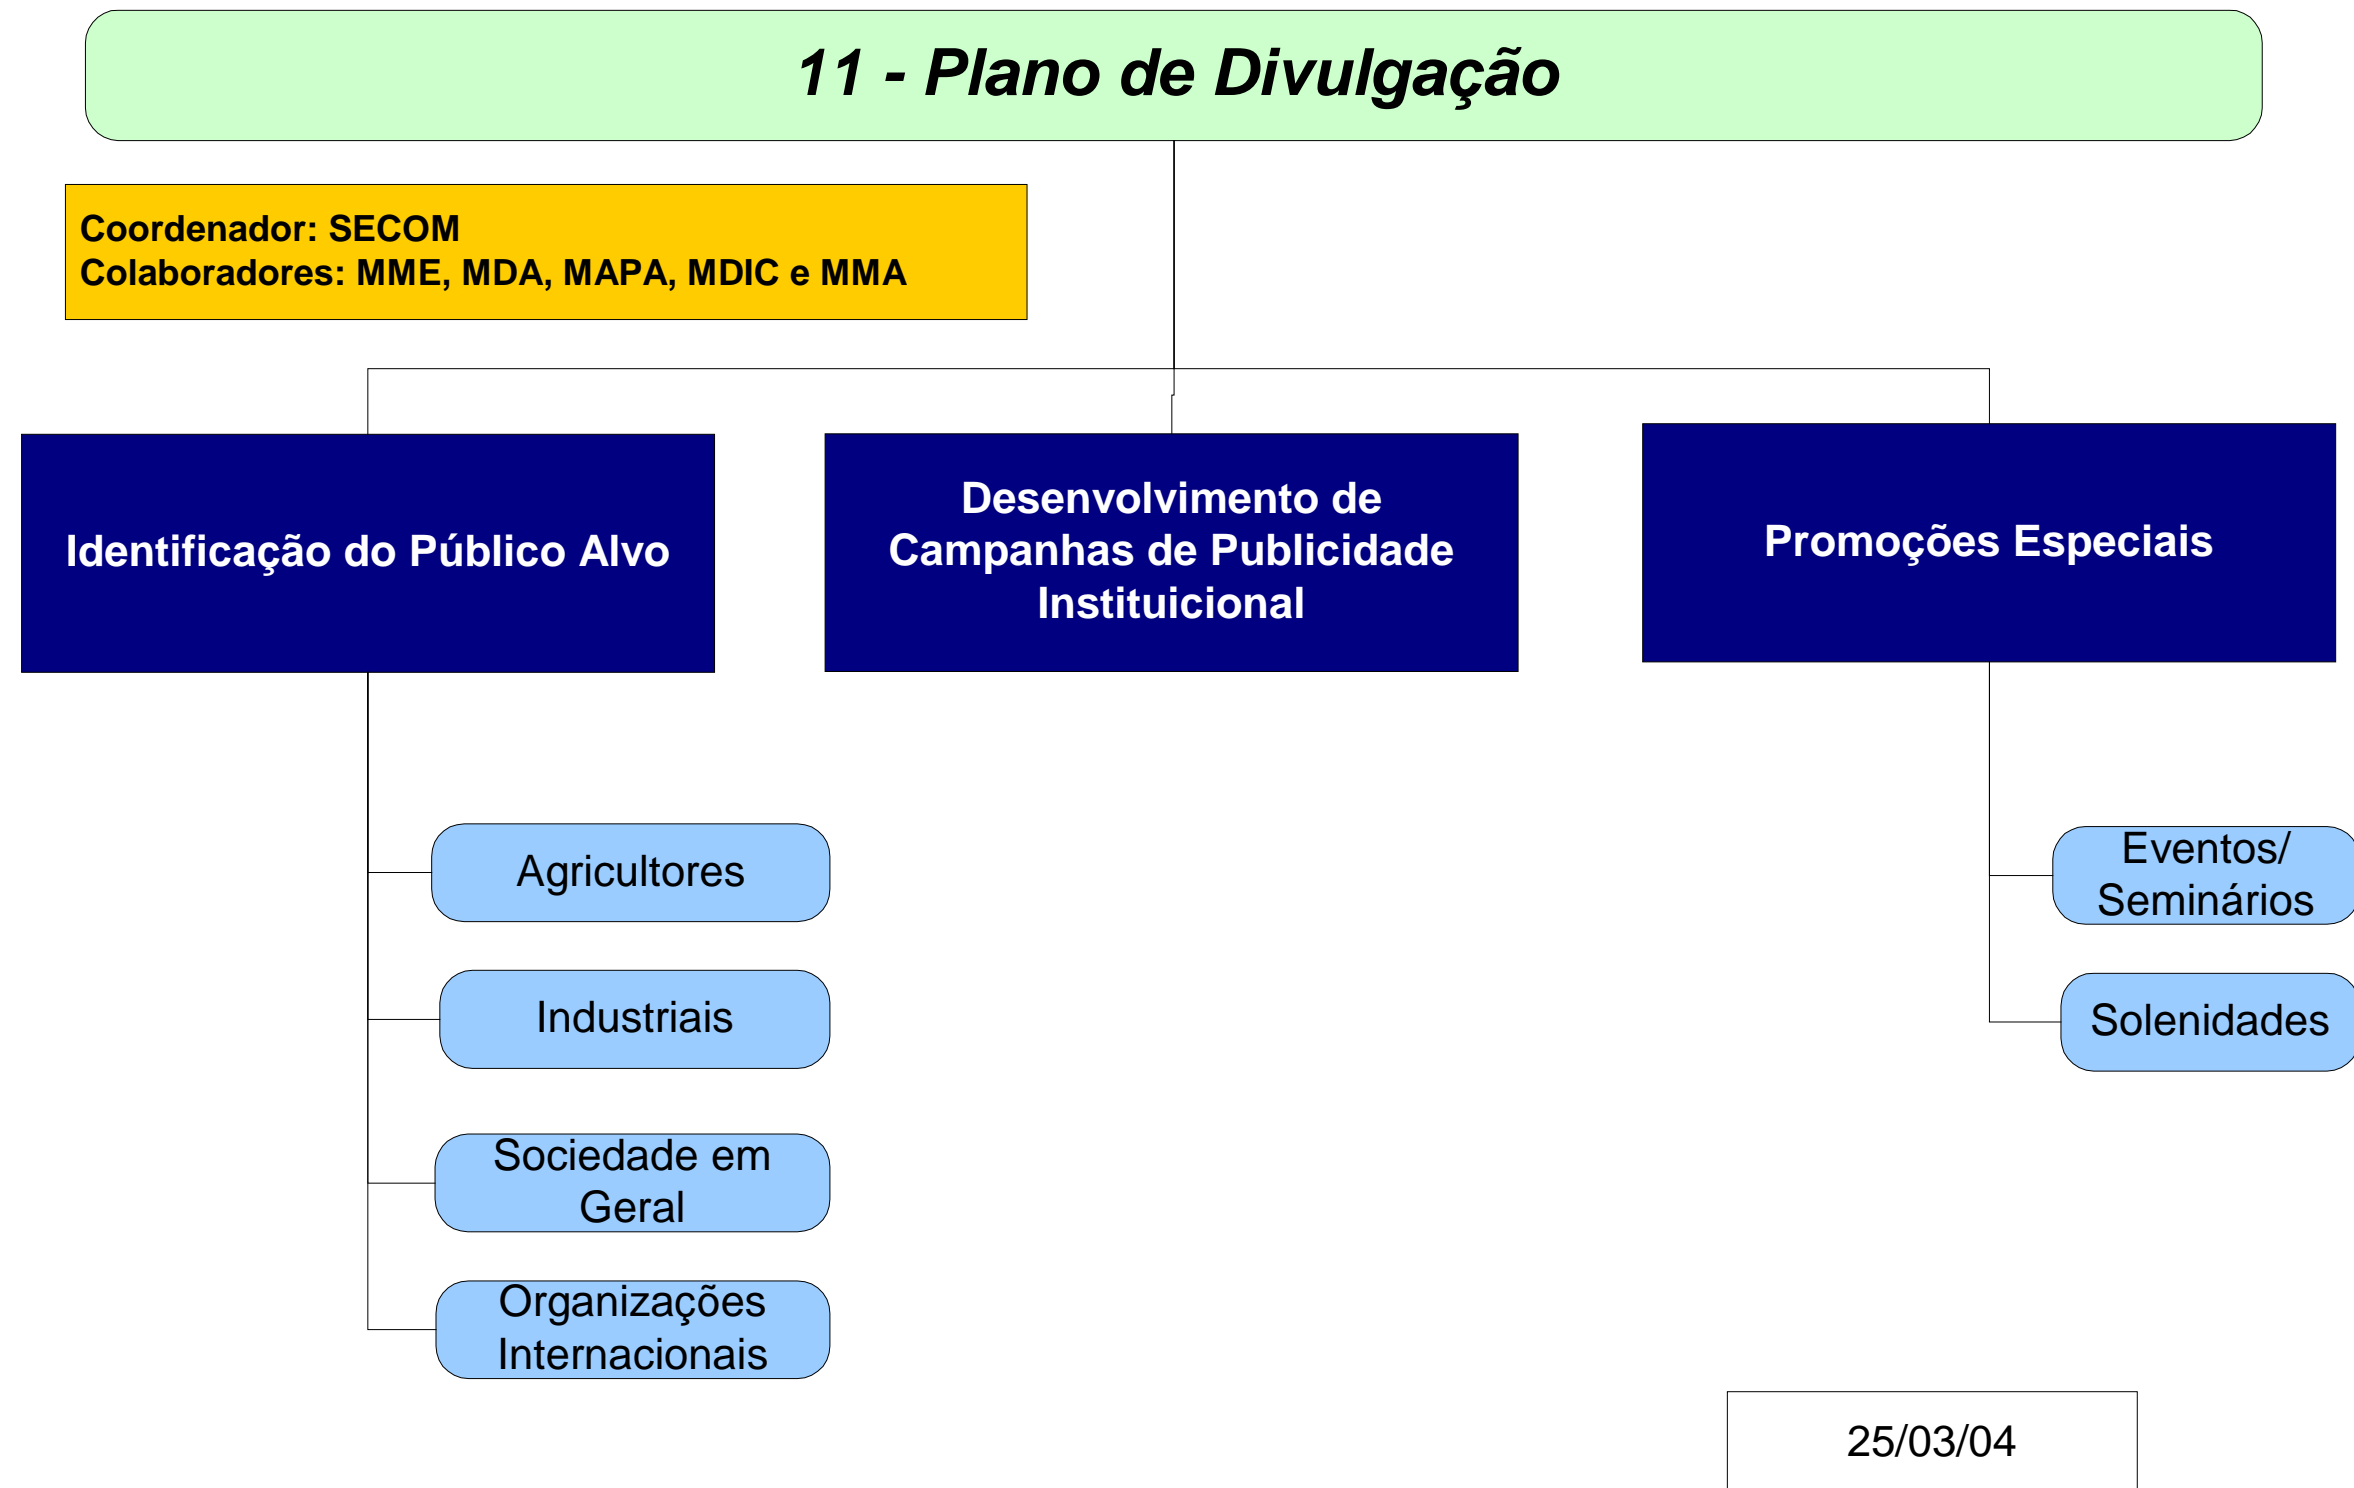 11 - Plano de Divulgação
Coordenador: SECOM
Colaboradores: MME, MDA, MAPA, MDIC e MMA
Identificação do Público Alvo
Desenvolvimento de
Campanhas de Publicidade
Instituicional
Promoções Especiais
Agricultores
Industriais
Sociedade em
Geral
Organizações
Internacionais
Eventos/
Seminários
Solenidades
25/03/04